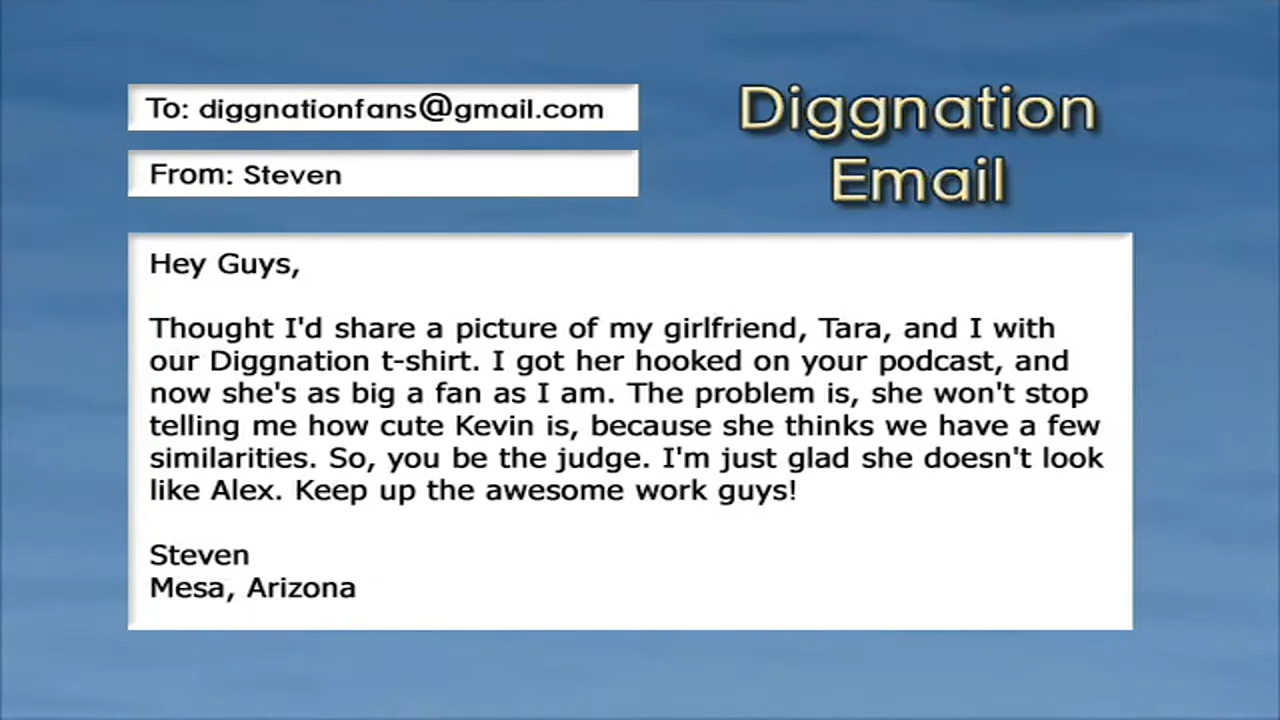 To: diggnationfans@gmail.com
From: Steven
Diggnation
Email
Hey Guys,
Thought I'd share a picture of my girlfriend, Tara, and I with
our Diggnation t-shirt. I got her hooked on your podcast, and
now she's as big a fan as I am. The problem is, she won't stop
telling me how cute Kevin is, because she thinks we have a few
similarities. So, you be the judge. I'm just glad she doesn't look
like Alex. Keep up the awesome work guys!
Steven
Mesa, Arizona